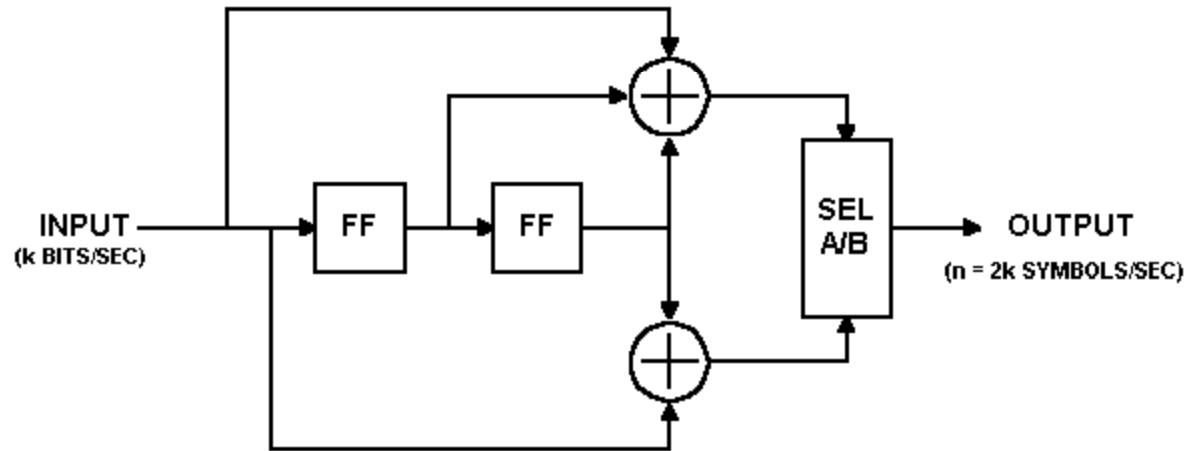 INPUT
(k BITS/SEC)
FF
FF
SEL
A/B
OUTPUT
(n = 2k SYMBOLS/SEC)